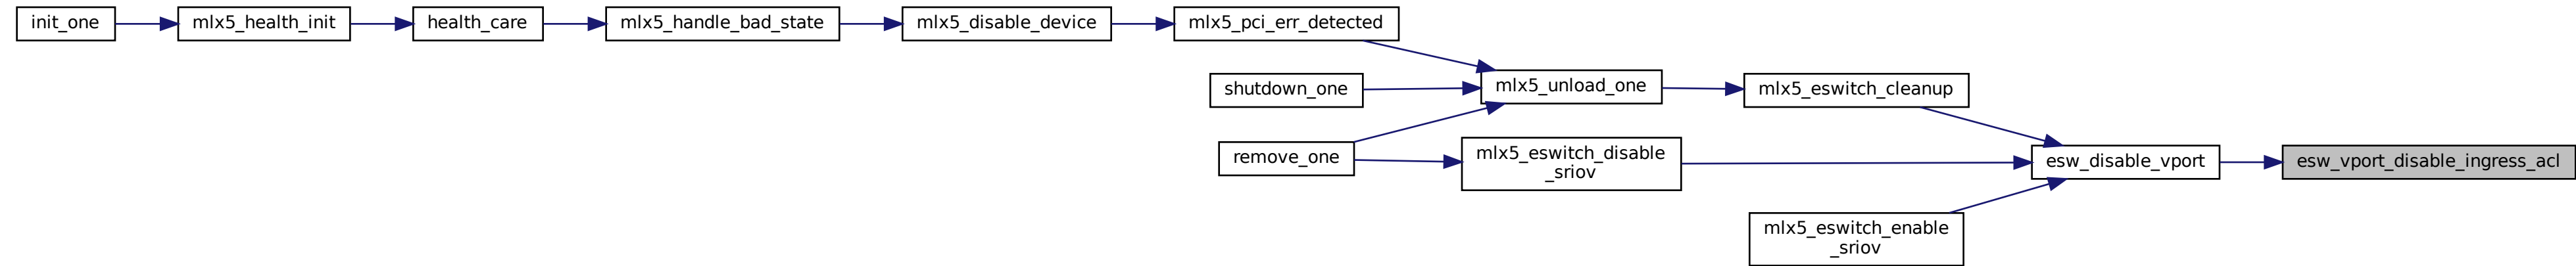 init_one
mlx5_health_init
health_care
mlx5_handle_bad_state
mlx5_disable_device
mlx5_pci_err_detected
shutdown_one
mlx5_unload_one
mlx5_eswitch_cleanup
remove_one
mlx5_eswitch_disable
_sriov
esw_disable_vport
esw_vport_disable_ingress_acl
mlx5_eswitch_enable
_sriov